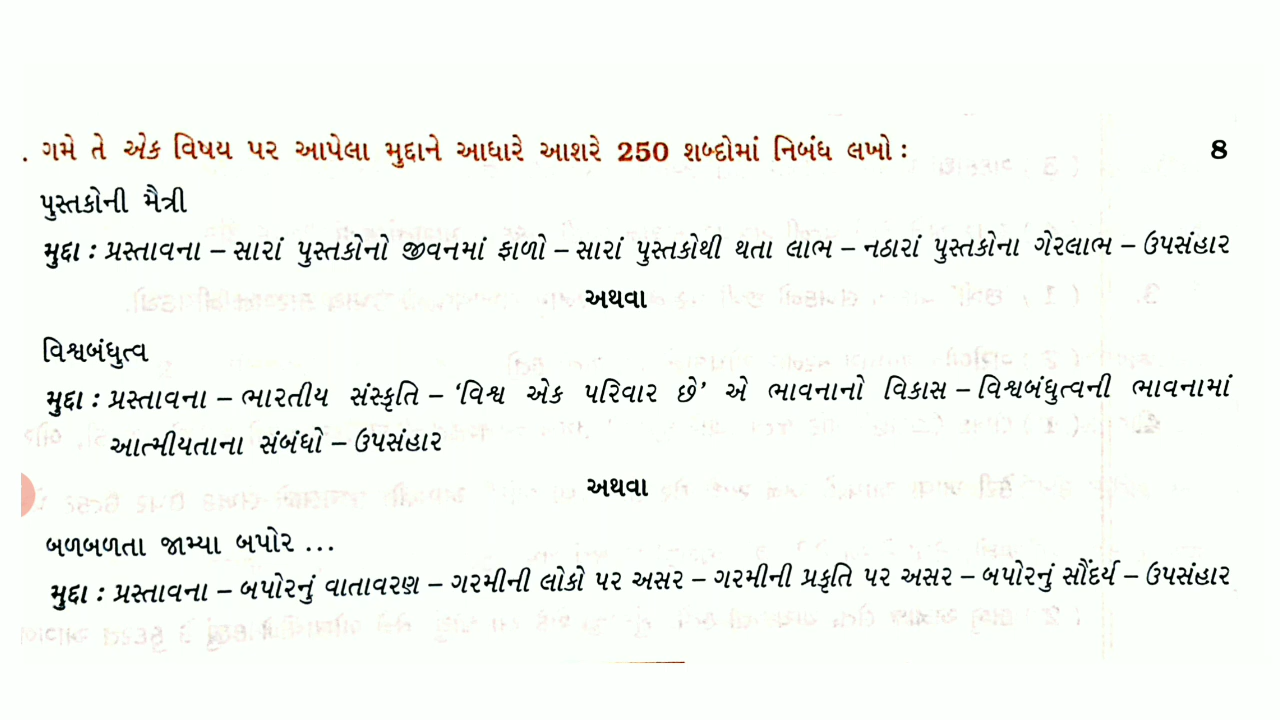 . ગમે તે એક વિષય પર આપેલા મુદ્દાને આધારે આશરે 250 શબ્દોમાં નિબંધ લખો : 8
પુસ્તકોની મૈત્રી
મુદ્દા : પ્રસ્તાવના – સારાં પુસ્તકોનો જીવનમાં ફાળો – સારાં પુસ્તકોથી થતા લાભ – નઠારાં પુસ્તકોના ગેરલાભ – ઉપસંહાર
અથવા
વિશ્વબંધુત્વ
મુદ્દા : પ્રસ્તાવના – ભારતીય સંસ્કૃતિ – ‘વિશ્વ એક પરિવાર છે’ એ ભાવનાનો વિકાસ – વિશ્વબંધુત્વની ભાવનામાં
આત્મીયતાના સંબંધો – ઉપસંહાર
અથવા
બળબળતા જામ્યા બપોર ...
મુદ્દા : પ્રસ્તાવના – બપોરનું વાતાવરણ – ગરમીની લોકો પર અસર – ગરમીની પ્રકૃતિ પર અસર – બપોરનું સૌંદર્ય – ઉપસંહાર